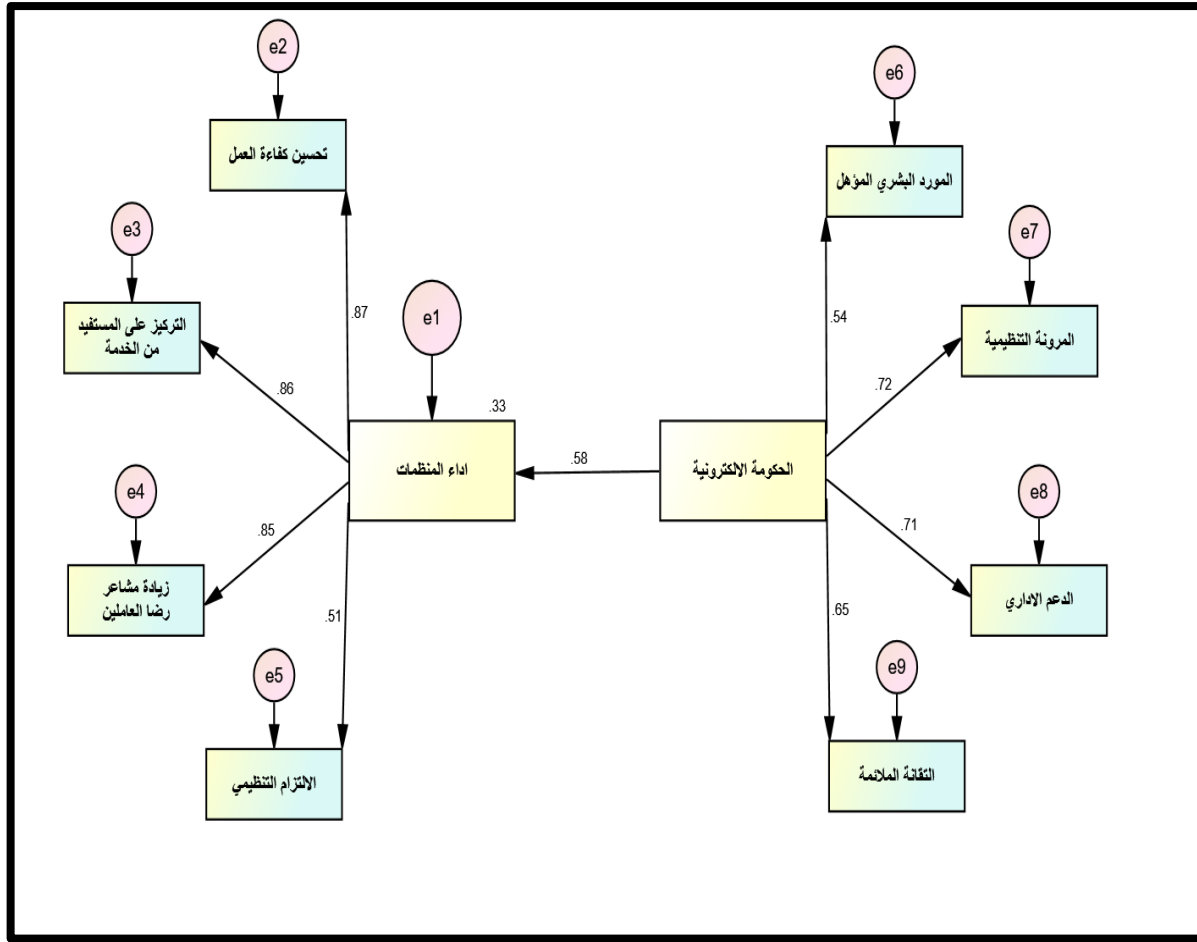 e2
e6
تحسين كفاءة العمل
المورد البشري المؤهل
e3
e7
التركيز على المستفيد
من الخدمة
.87
e1
.54
المرونة التنظيمية
.86
.72
.33
اداء المنظمات
.58
الحكومة الالكترونية
e4
e8
.85
.71
زيادة مشاعر
رضا العاملين
الدعم الاداري
.51
.65
e5
e9
الالتزام التنظيمي
التقانة الملائمة